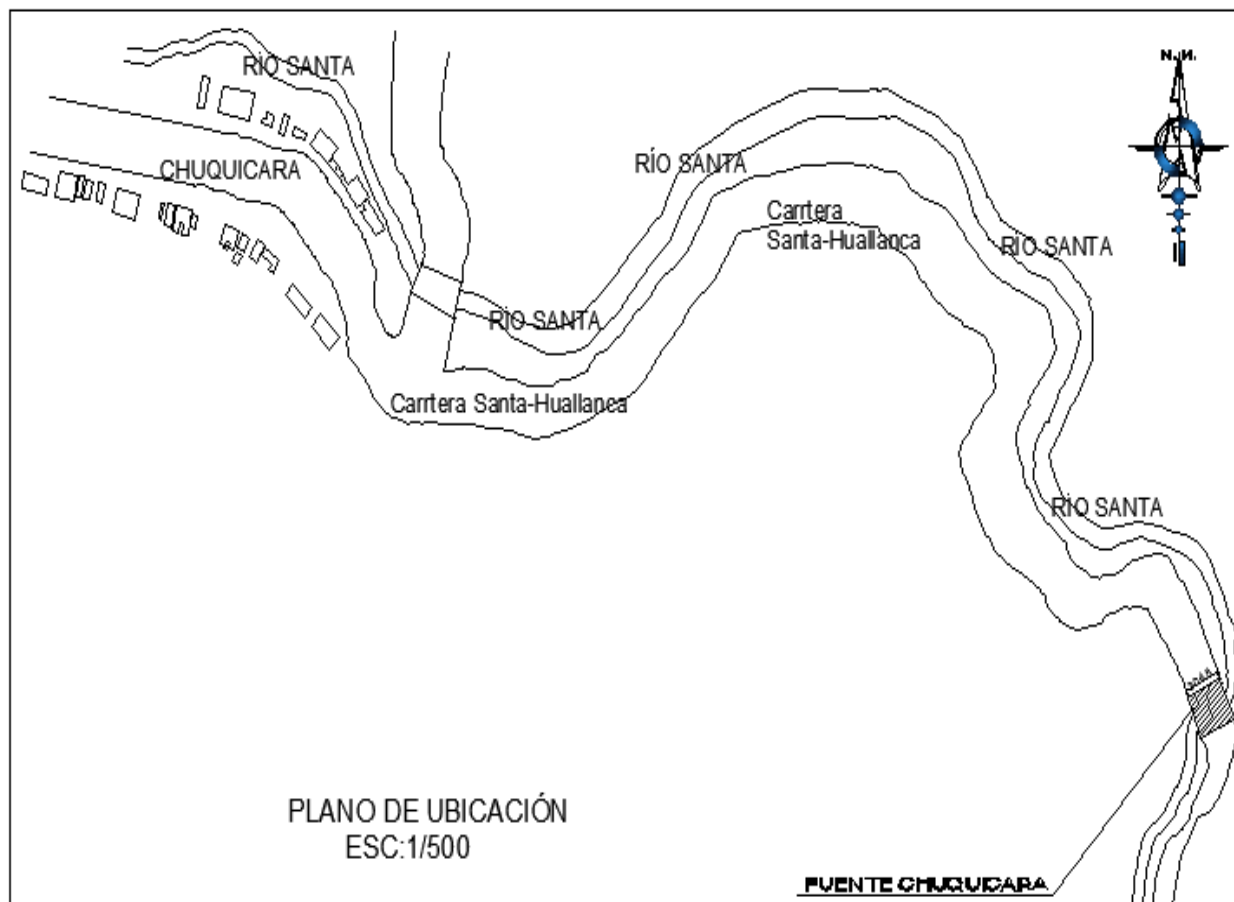 RÍO SANTA
N. M.
CHUQUICARA
RÍO SANTA
Carrtera
Santa-Huallanca
RÍO SANTA
RÍO SANTA
Carrtera Santa-Huallanca
RÍO SANTA
PLANO DE UBICACIÓN
ESC:1/500
PUENTE CHUQUICARA